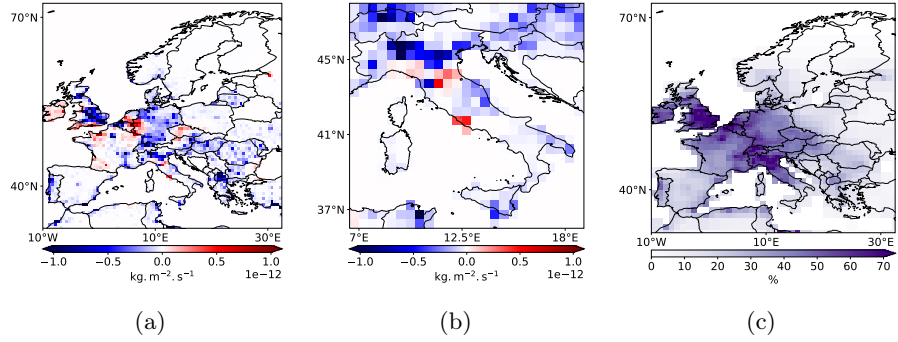 70°N
40°N
10°W
10°E
30°E
−1.0 −0.5 0.0 0.5 1.0
kg.m⁻².s⁻¹ 1e−12
(a)
45°N
41°N
37°N
7°E
12.5°E
18°E
−1.0 −0.5 0.0 0.5 1.0
kg.m⁻².s⁻¹ 1e−12
(b)
70°N
40°N
10°W
10°E
30°E
0 10 20 30 40 50 60 70
%
(c)